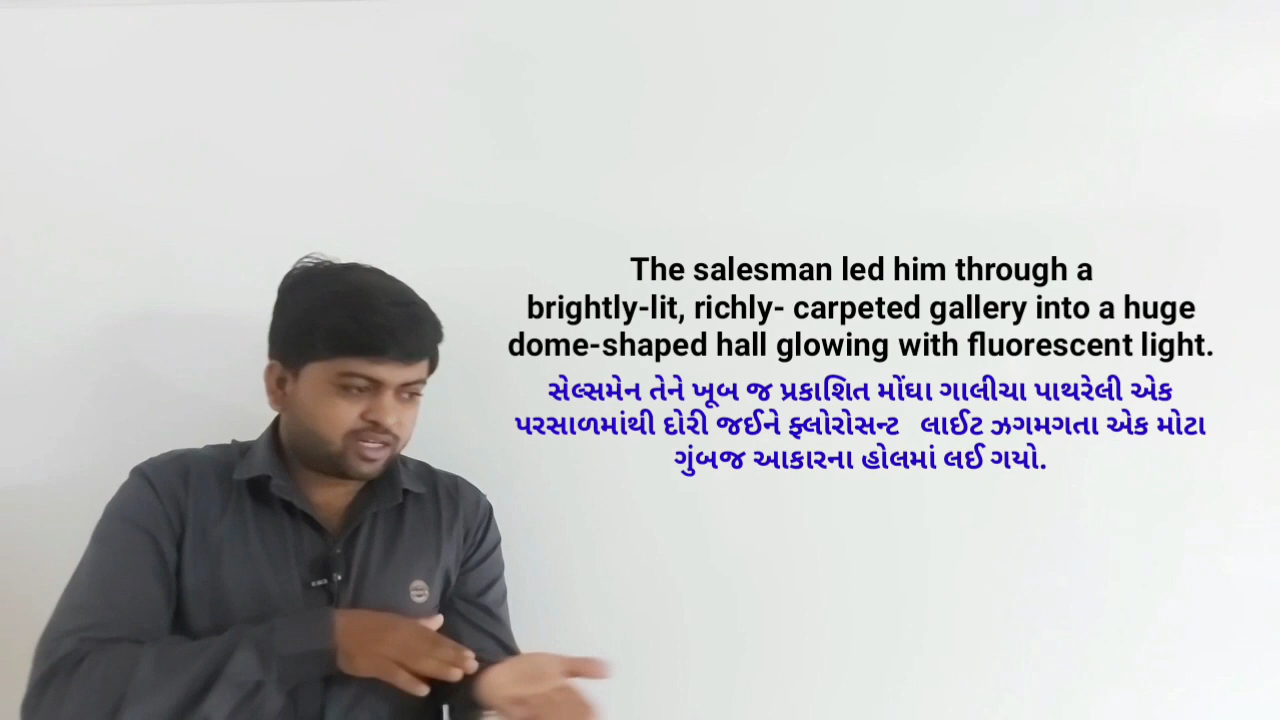 The salesman led him through a
brightly-lit, richly- carpeted gallery into a huge
dome-shaped hall glowing with fluorescent light.
સેલ્સમેન તેને ખૂબ જ પ્રકાશિત મોંઘા ગાલીચા પાથરેલી એક
પરસાળમાંથી દોરી જઈને ફ્લોરોસન્ટ લાઈટ ઝગમગતા એક મોટા
ગુંબજ આકારના હોલમાં લઈ ગયો.